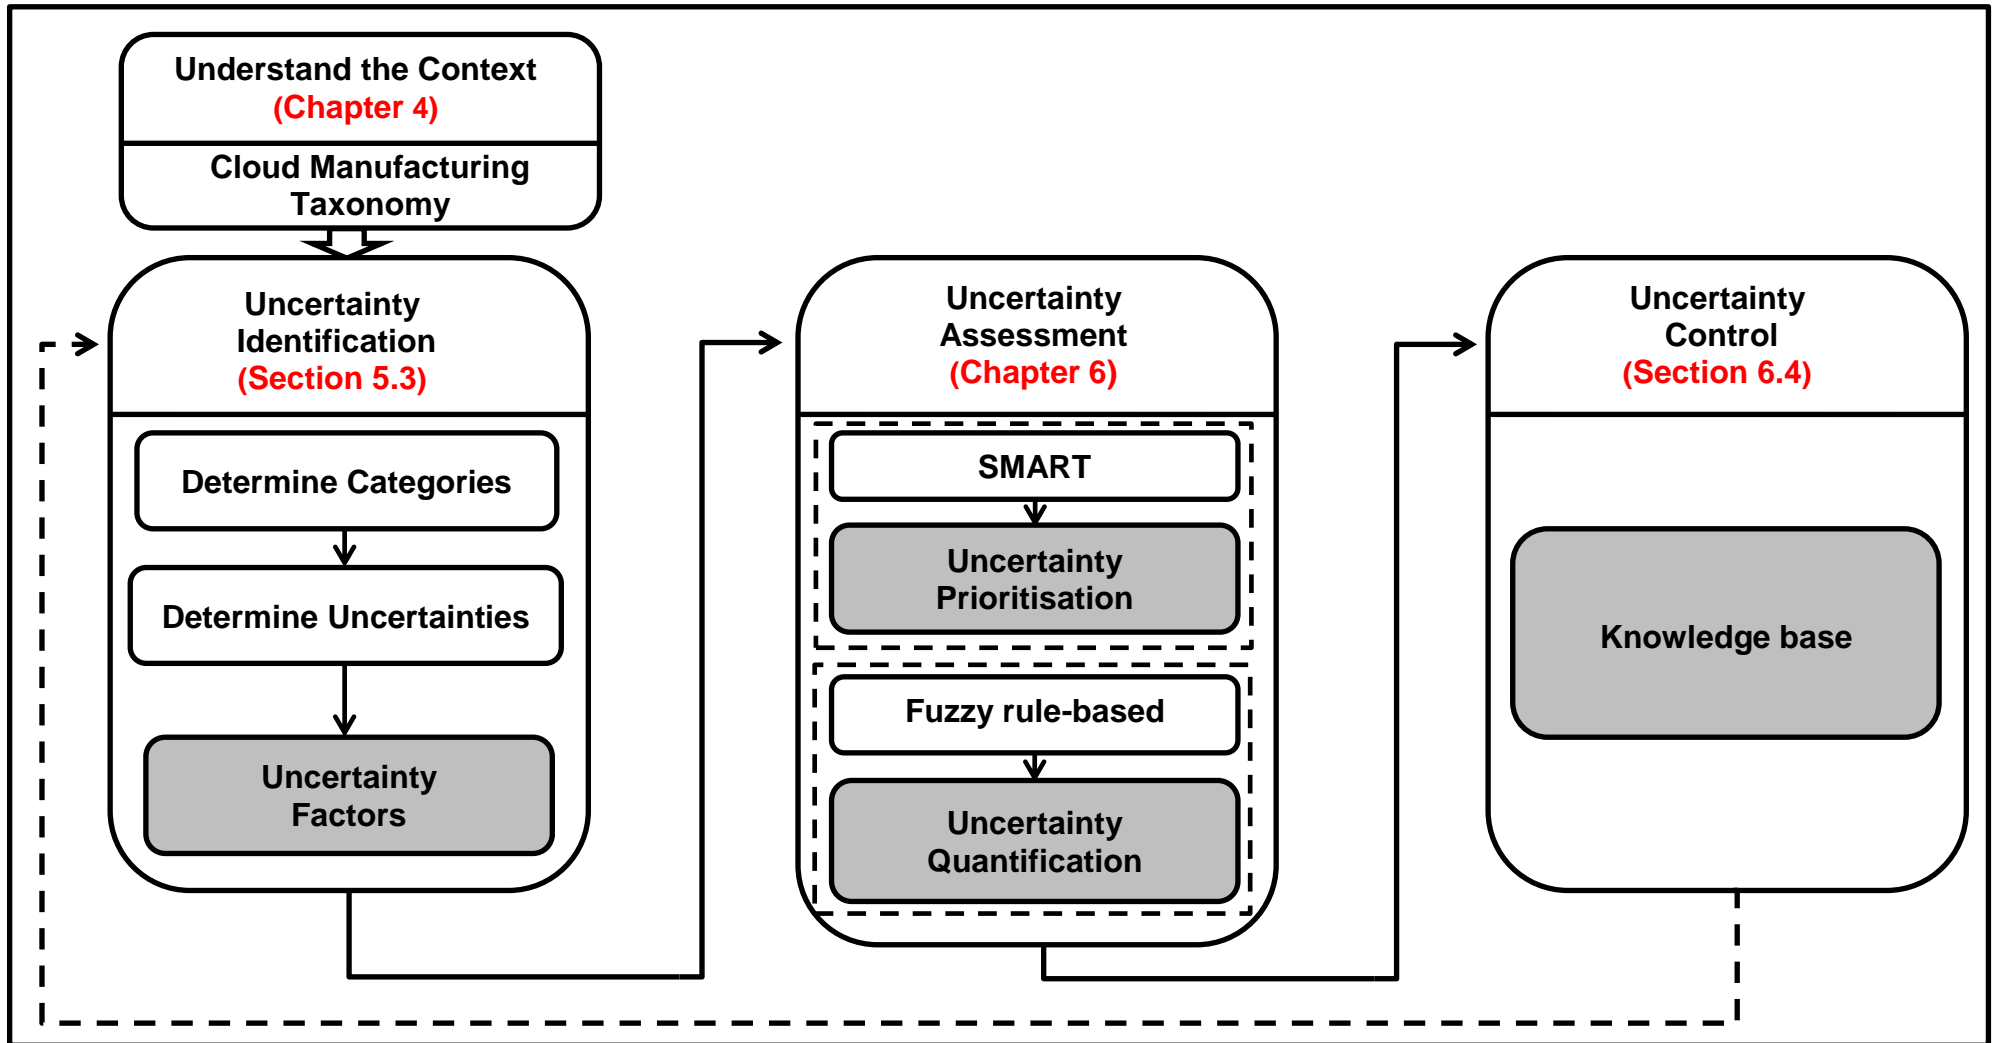 Understand the Context
(Chapter 4)
Cloud Manufacturing
Taxonomy
Uncertainty
Identification
(Section 5.3)
Determine Categories
Determine Uncertainties
Uncertainty
Factors
Uncertainty
Assessment
(Chapter 6)
SMART
Uncertainty
Prioritisation
Fuzzy rule-based
Uncertainty
Quantification
Uncertainty
Control
(Section 6.4)
Knowledge base